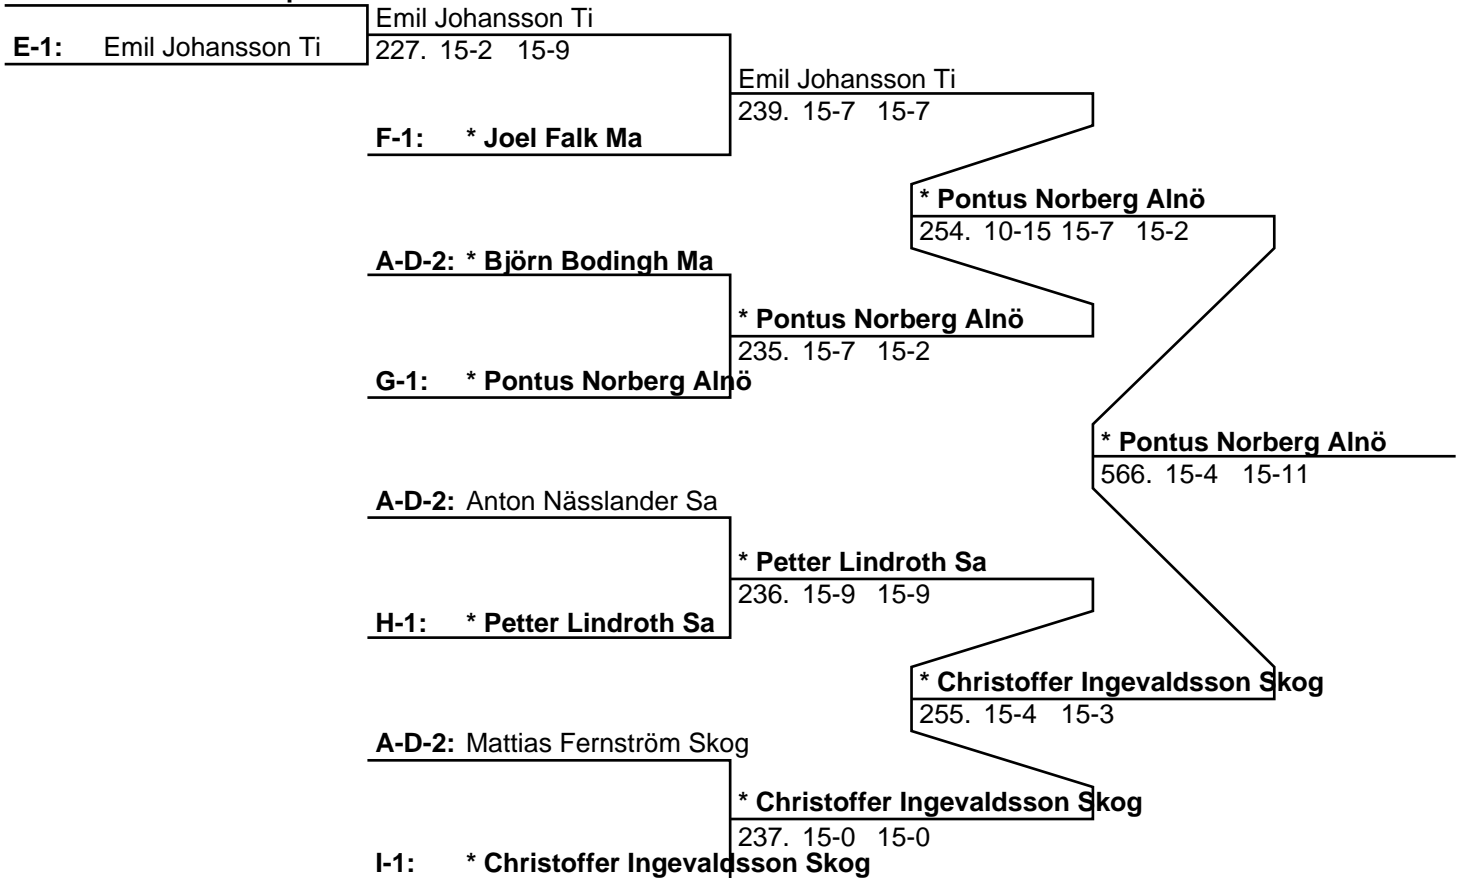 Emil Johansson Ti
E-1: Emil Johansson Ti
227. 15-2 15-9
Emil Johansson Ti
239. 15-7 15-7
F-1: * Joel Falk Ma
* Pontus Norberg Alnö
254. 10-15 15-7 15-2
A-D-2: * Björn Bodingh Ma
* Pontus Norberg Alnö
235. 15-7 15-2
G-1: * Pontus Norberg Alnö
* Pontus Norberg Alnö
566. 15-4 15-11
A-D-2: Anton Nässlander Sa
* Petter Lindroth Sa
236. 15-9 15-9
H-1: * Petter Lindroth Sa
* Christoffer Ingevaldsson Skog
255. 15-4 15-3
A-D-2: Mattias Fernström Skog
* Christoffer Ingevaldsson Skog
237. 15-0 15-0
I-1: * Christoffer Ingevaldsson Skog